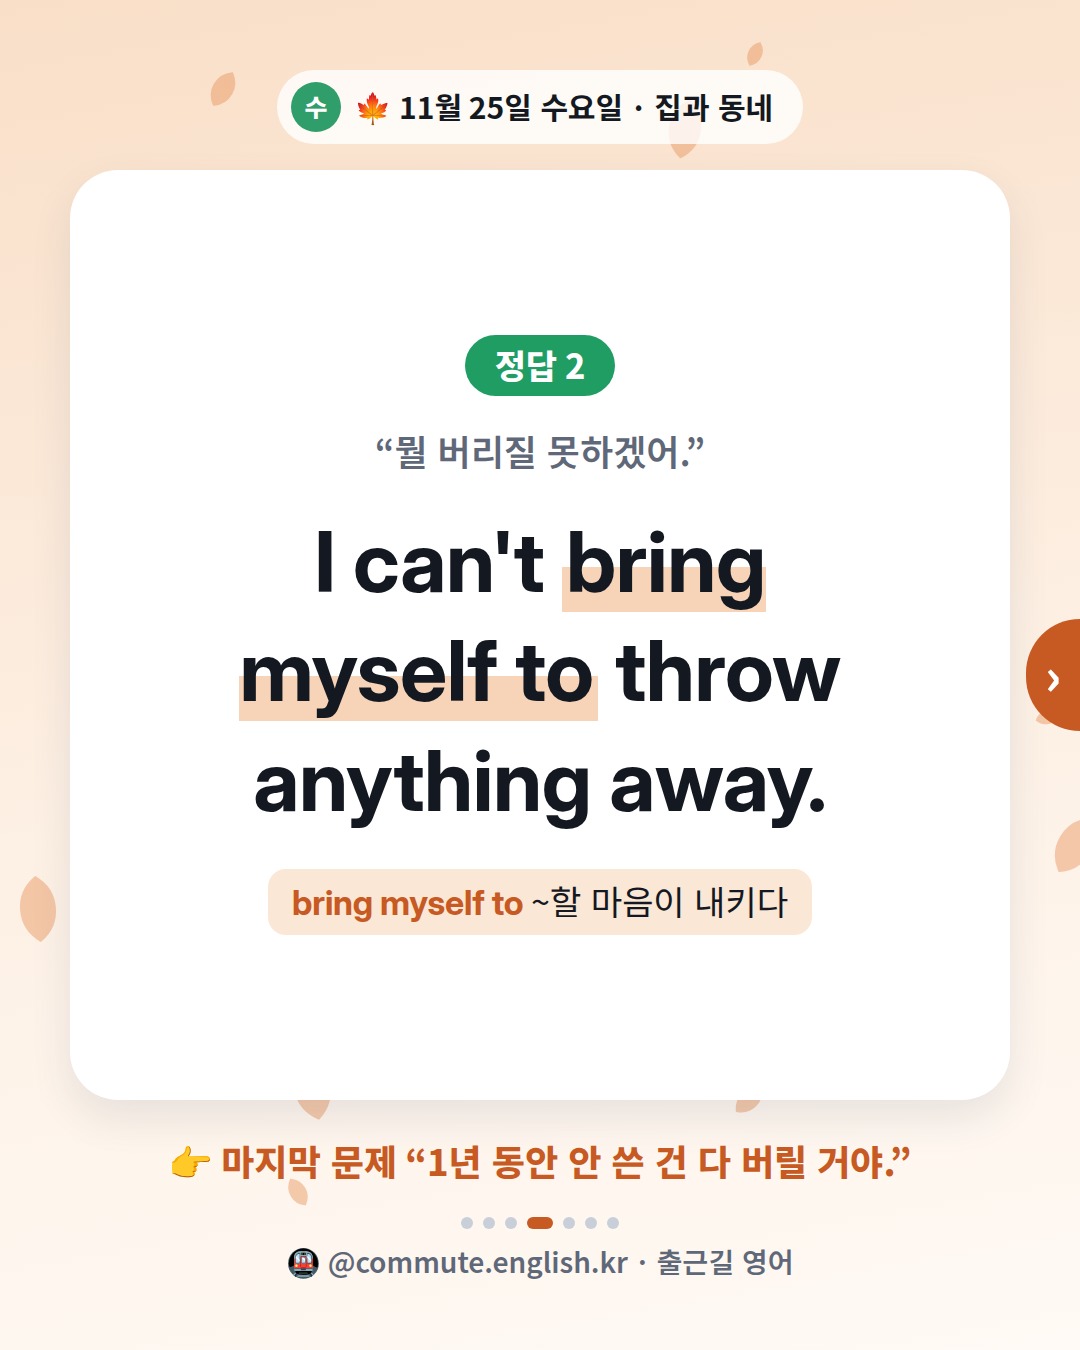 수 🍁 11월 25일 수요일 · 집과 동네
정답 2
“뭘 버리질 못하겠어.”
I can't bring
myself to throw
anything away.
bring myself to ~할 마음이 내키다
›
👉 마지막 문제 “1년 동안 안 쓴 건 다 버릴 거야.”
🚇 @commute.english.kr · 출근길 영어